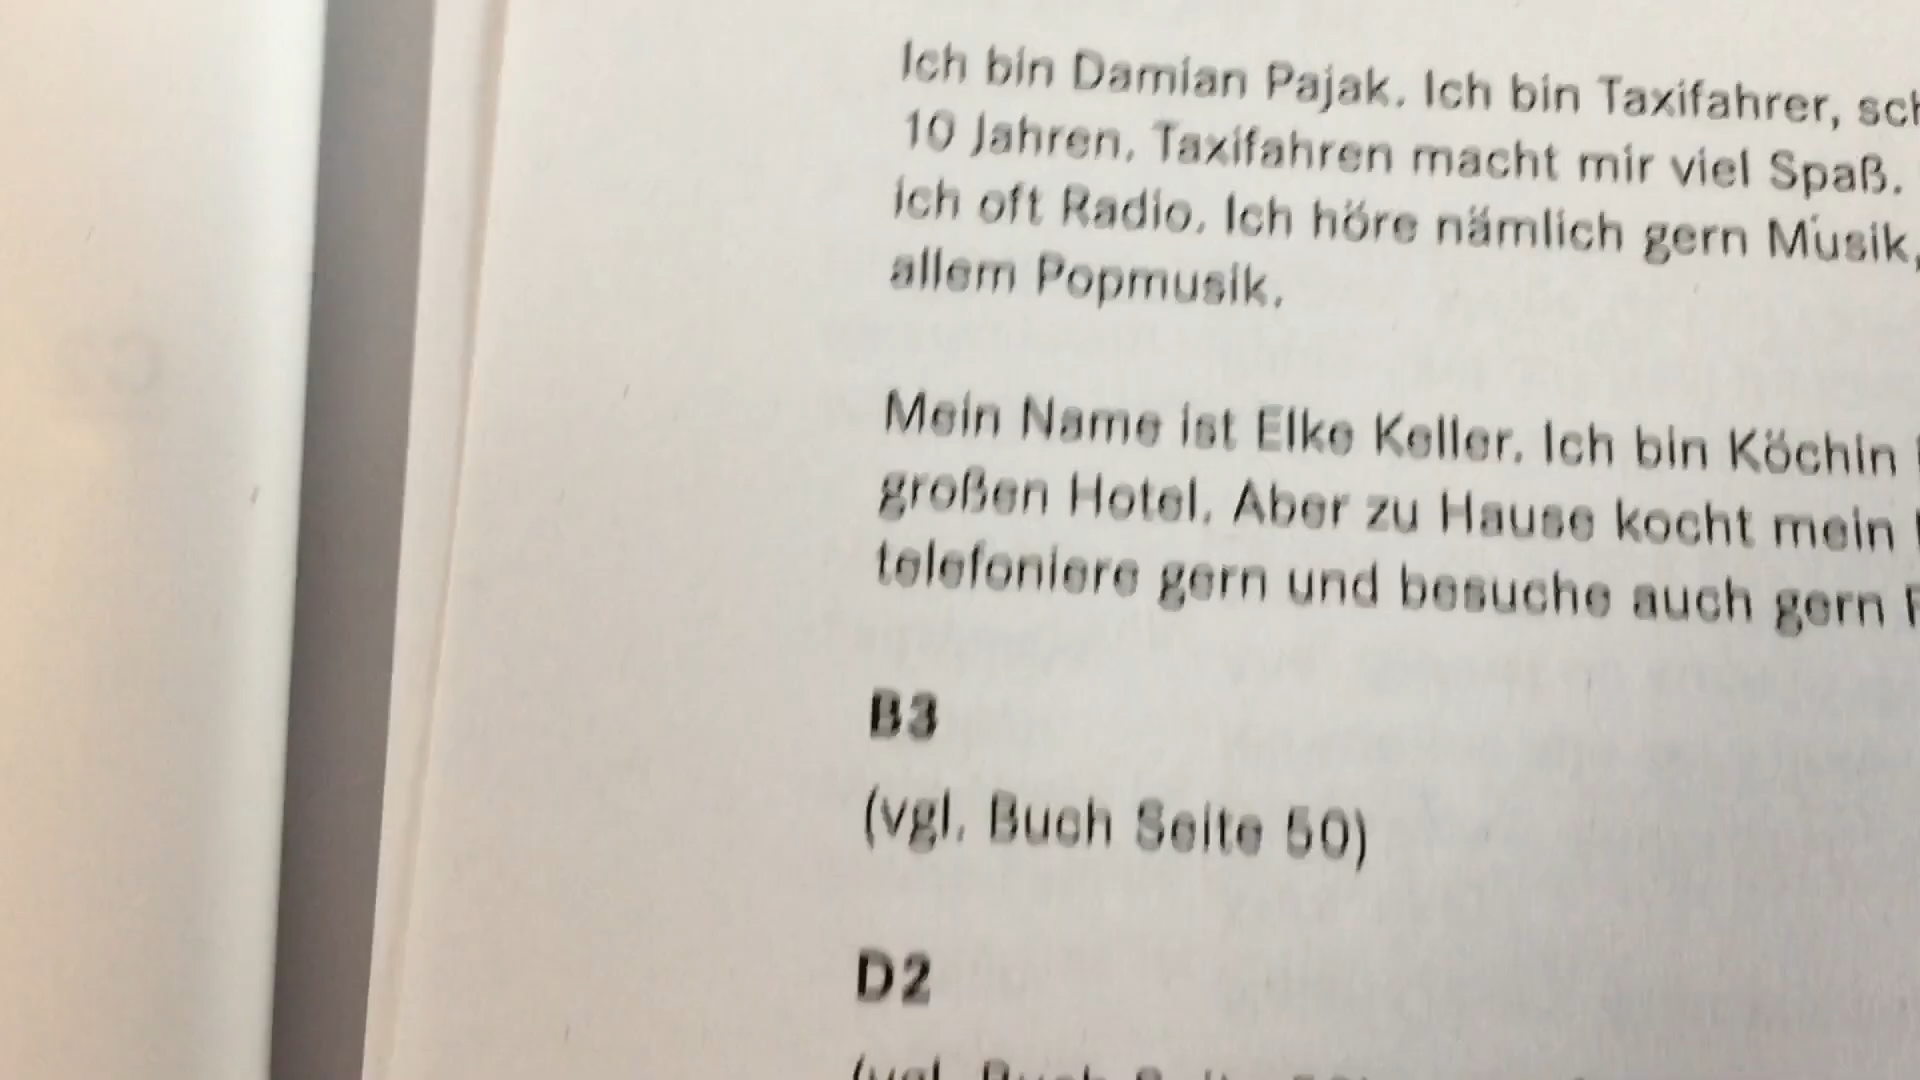 Ich bin Damian Pajak. Ich bin Taxifahrer,
10 Jahren. Taxifahren macht mir viel Spaß.
ich oft Radio. Ich höre nämlich gern Musik,
allem Popmusik.
Mein Name ist Elke Keller. Ich bin Köchin
großen Hotel. Aber zu Hause kocht mein
telefoniere gern und besuche auch gern
B3
(vgl. Buch Seite 50)
D2
(vgl. Buch